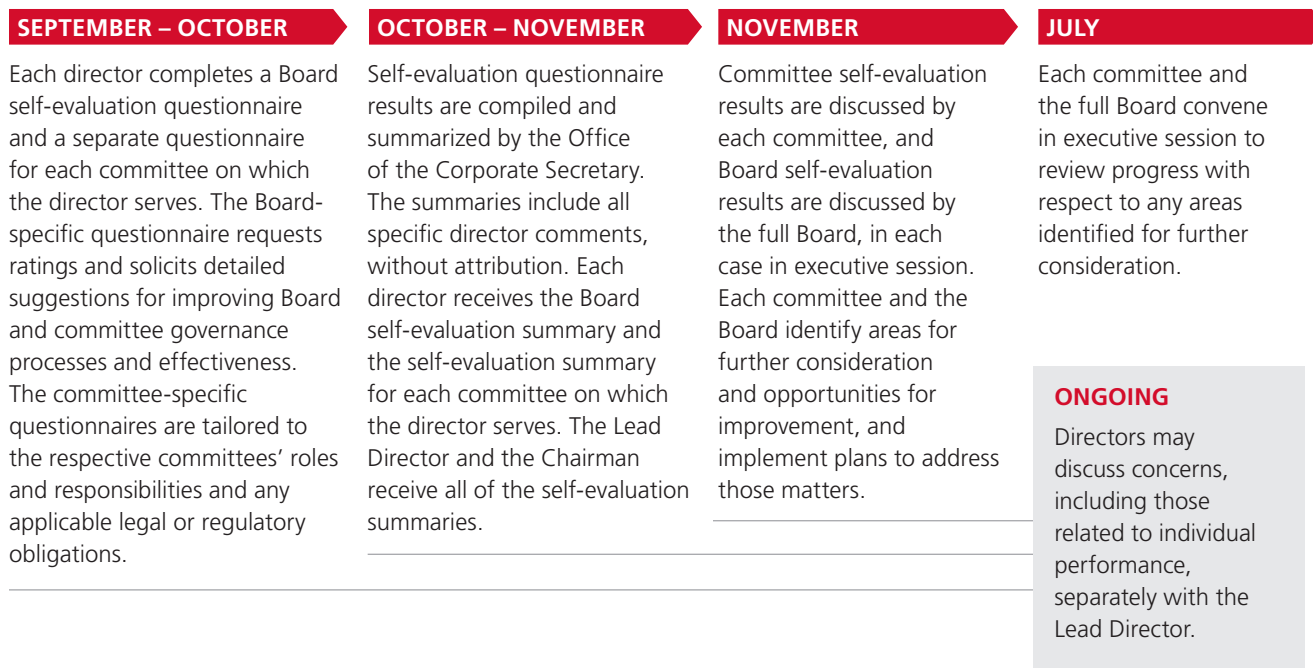 SEPTEMBER – OCTOBER
Each director completes a Board
self-evaluation questionnaire
and a separate questionnaire
for each committee on which
the director serves. The Board-
specific questionnaire requests
ratings and solicits detailed
suggestions for improving Board
and committee governance
processes and effectiveness.
The committee-specific
questionnaires are tailored to
the respective committees’ roles
and responsibilities and any
applicable legal or regulatory
obligations.
OCTOBER – NOVEMBER
Self-evaluation questionnaire
results are compiled and
summarized by the Office
of the Corporate Secretary.
The summaries include all
specific director comments,
without attribution. Each
director receives the Board
self-evaluation summary and
the self-evaluation summary
for each committee on which
the director serves. The Lead
Director and the Chairman
receive all of the self-evaluation
summaries.
NOVEMBER
Committee self-evaluation
results are discussed by
each committee, and
Board self-evaluation
results are discussed by
the full Board, in each
case in executive session.
Each committee and the
Board identify areas for
further consideration
and opportunities for
improvement, and
implement plans to address
those matters.
JULY
Each committee and
the full Board convene
in executive session to
review progress with
respect to any areas
identified for further
consideration.
ONGOING
Directors may
discuss concerns,
including those
related to individual
performance,
separately with the
Lead Director.